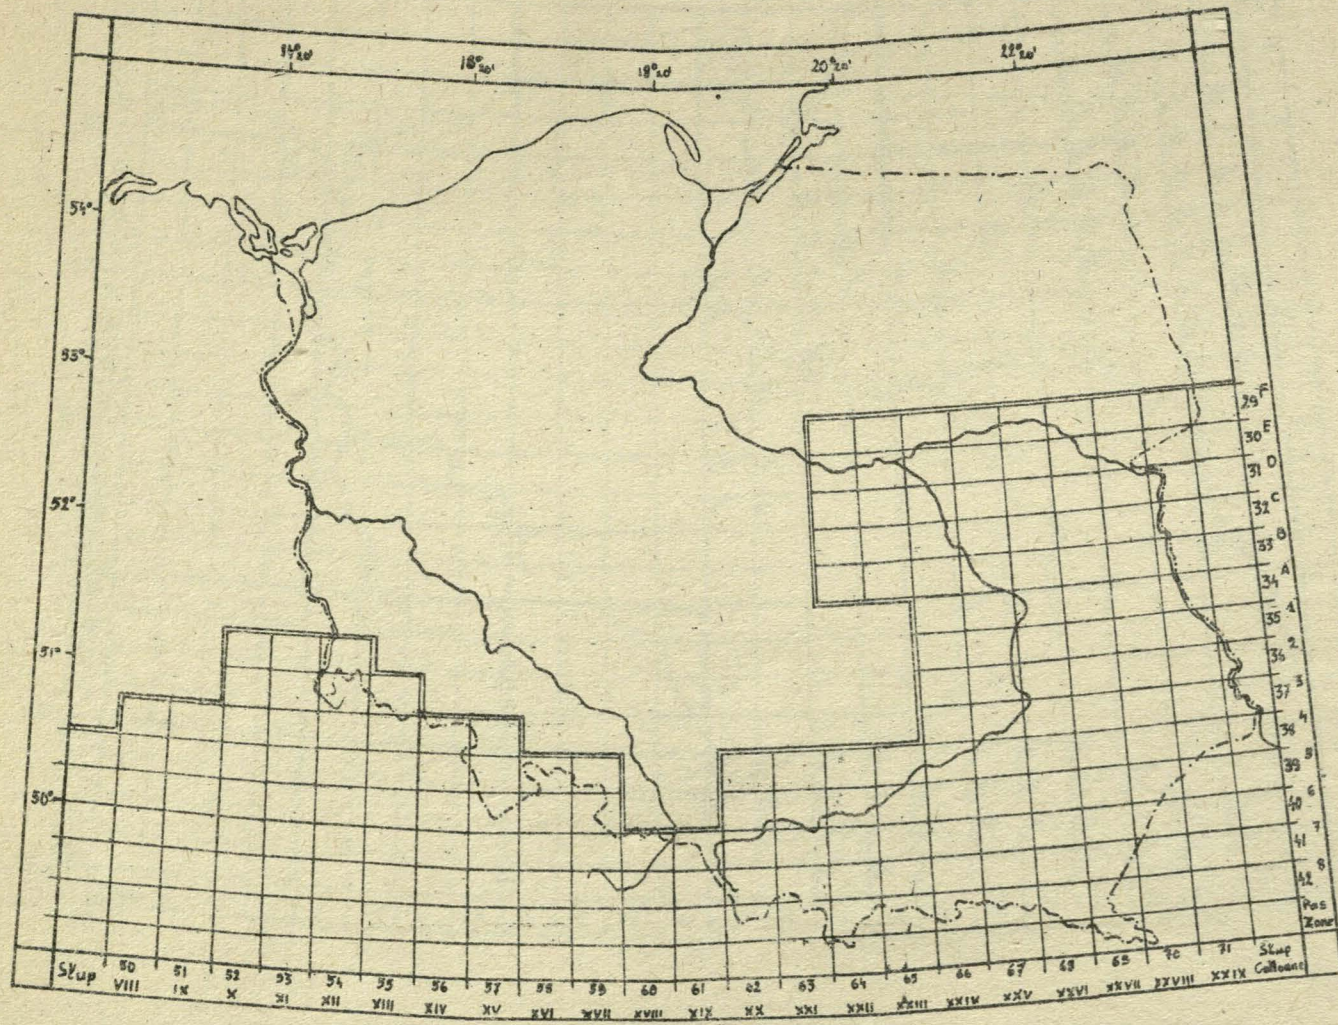 14°20' 16°20' 18°20' 20°20' 22°20'
54°
53°
52°
51°
50°
29 F
30 E
31 D
32 C
33 B
34 A
35 1
36 2
37 3
38 4
39 5
40 6
41 7
42 8
Pas
Zone
Słup 50 51 52 53 54 55 56 57 58 59 60 61 62 63 64 65 66 67 68 69 70 71 Słup
VIII IX X XI XII XIII XIV XV XVI XVII XVIII XIX XX XXI XXII XXIII XXIV XXV XXVI XXVII XXVIII XXIX